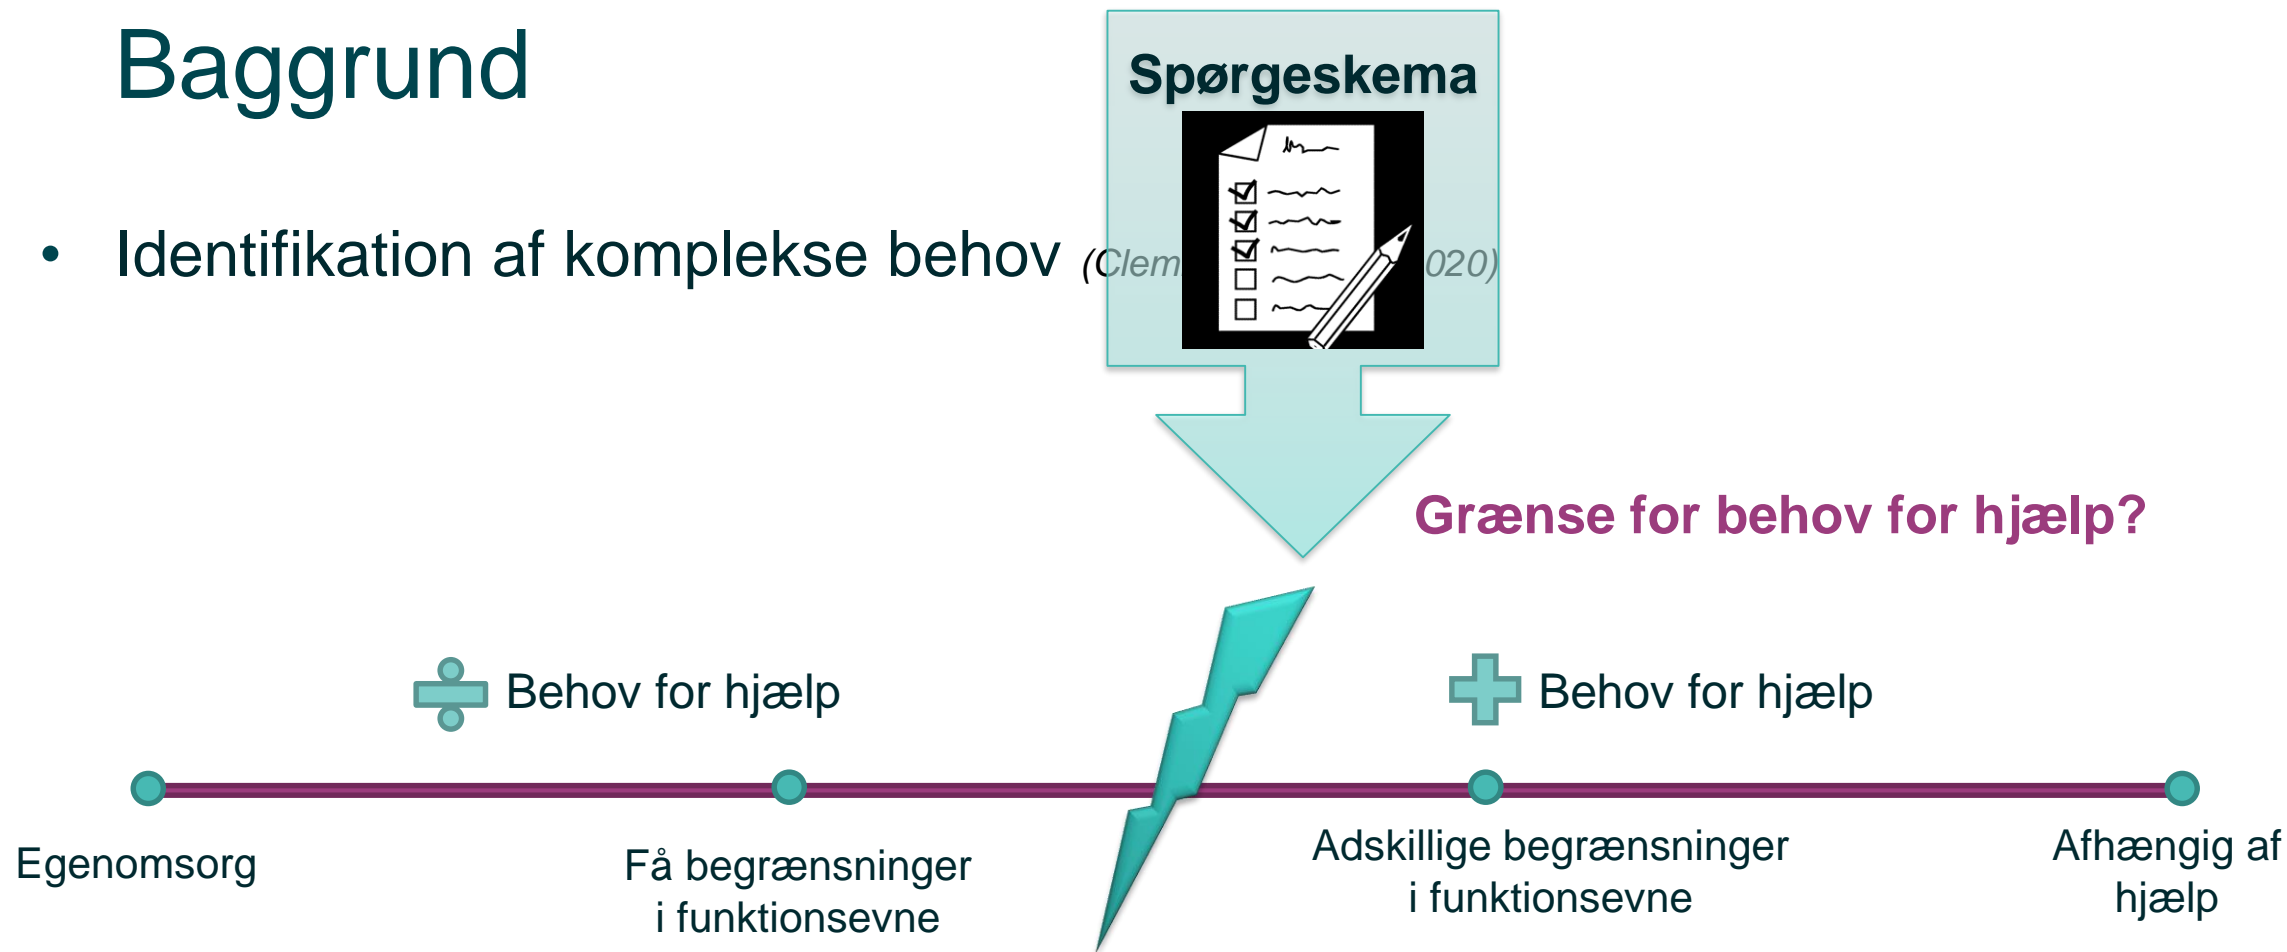 Baggrund
Spørgeskema
• Identifikation af komplekse behov (Clem 020)
Grænse for behov for hjælp?
Behov for hjælp
Behov for hjælp
Egenomsorg
Få begrænsninger
i funktionsevne
Adskillige begrænsninger
i funktionsevne
Afhængig af
hjælp